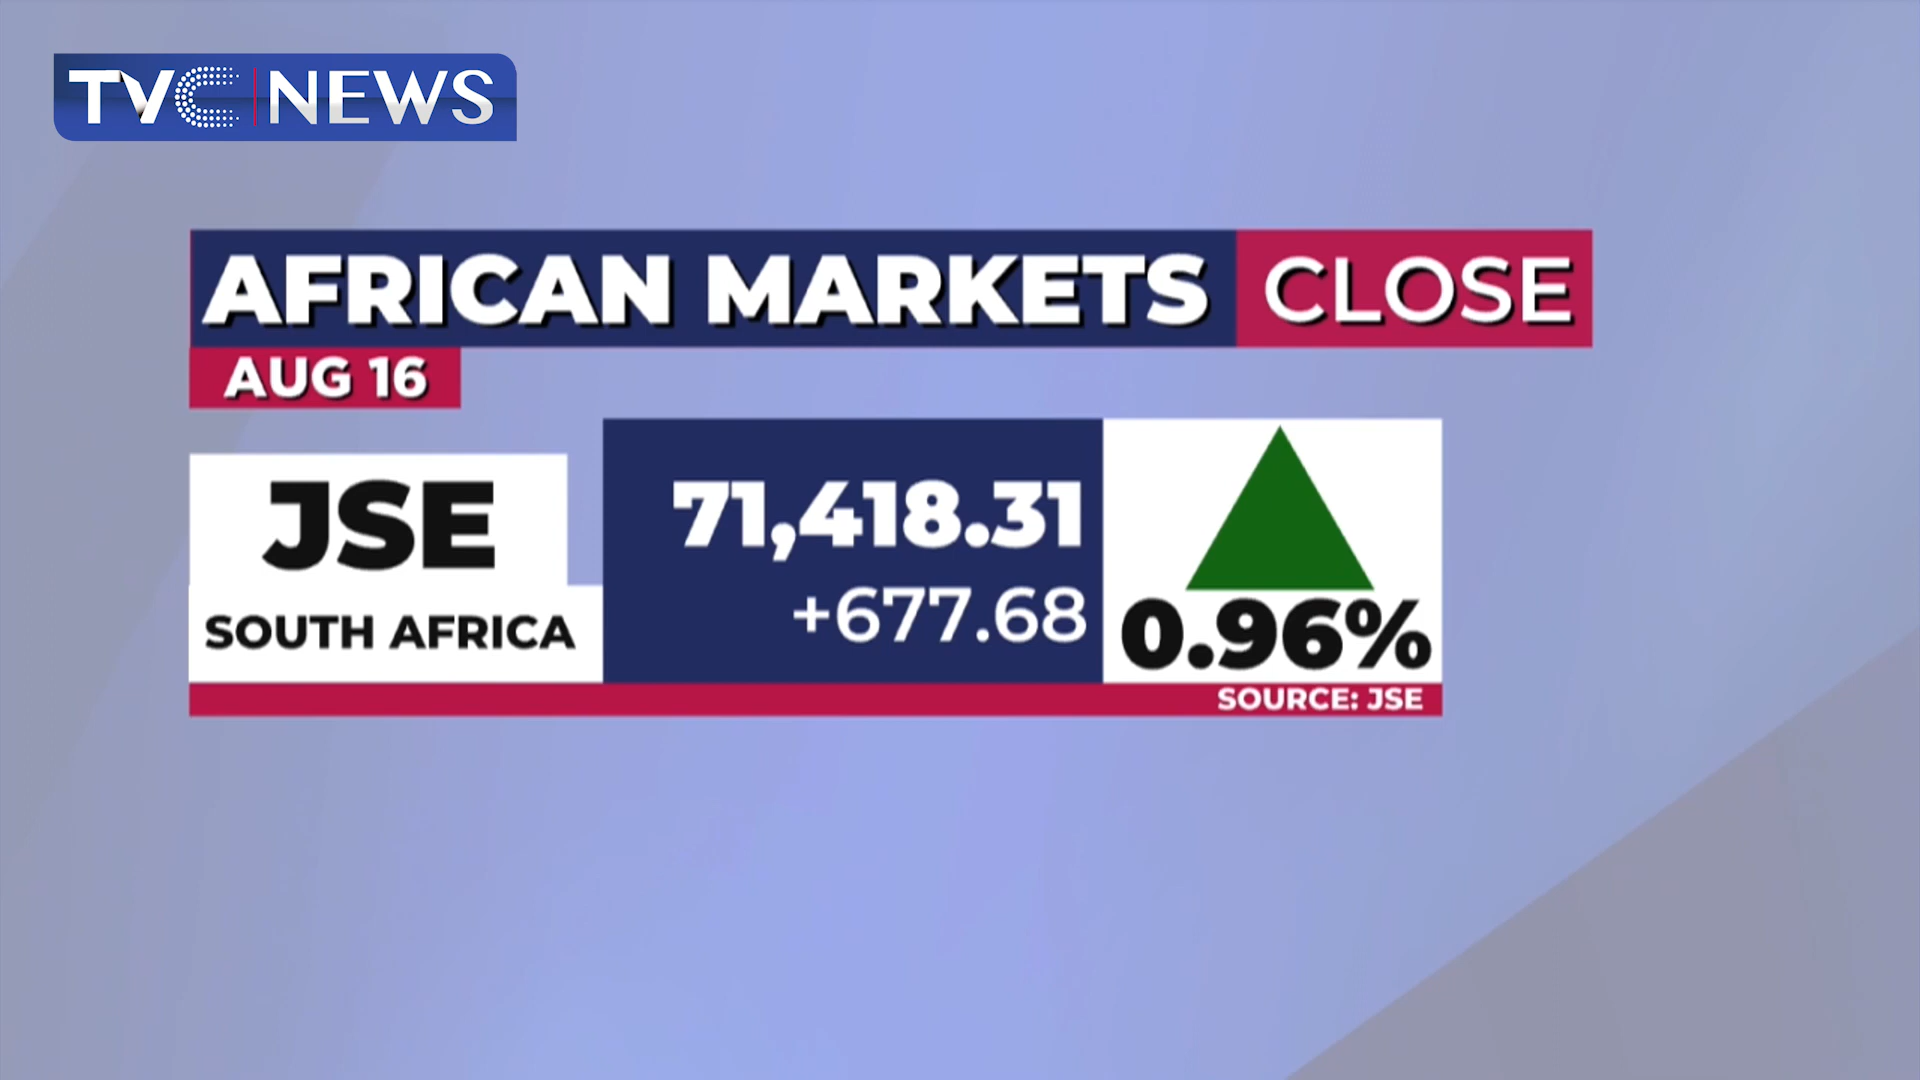 TVC NEWS
AFRICAN MARKETS CLOSE
AUG 16
JSE
SOUTH AFRICA
71,418.31
+677.68
0.96%
SOURCE: JSE